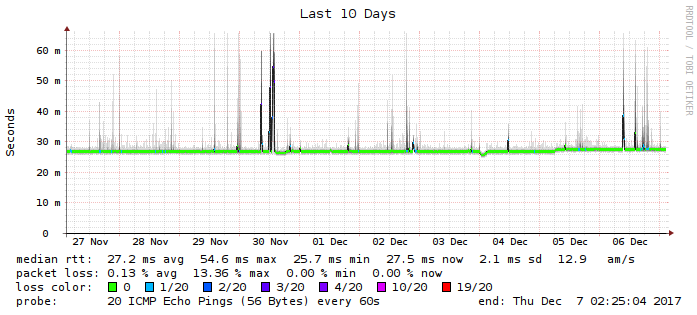 Last 10 Days
RRDTOOL / TOBI OETIKER
Seconds
60 m
50 m
40 m
30 m
20 m
10 m
0
27 Nov 28 Nov 29 Nov 30 Nov 01 Dec 02 Dec 03 Dec 04 Dec 05 Dec 06 Dec
median rtt: 27.2 ms avg 54.6 ms max 25.7 ms min 27.5 ms now 2.1 ms sd 12.9 am/s
packet loss: 0.13 % avg 13.36 % max 0.00 % min 0.00 % now
loss color: 0 1/20 2/20 3/20 4/20 10/20 19/20
probe: 20 ICMP Echo Pings (56 Bytes) every 60s end: Thu Dec 7 02:25:04 2017